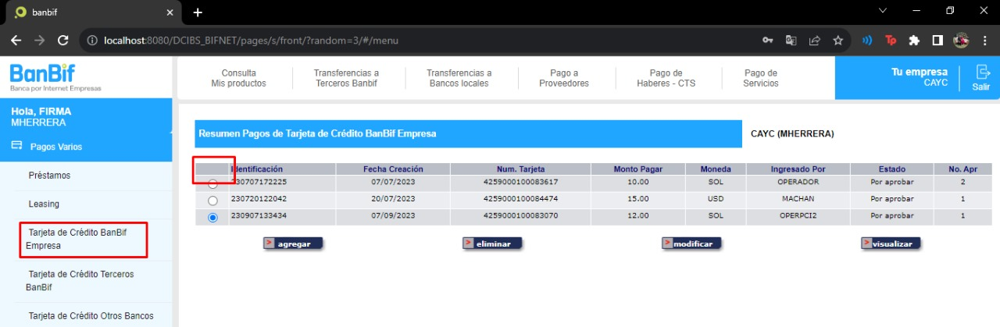 banbif
localhost:8080/DCIBS_BIFNET/pages/s/front/?random=3/#/menu
Tp
BanBif
Banca por Internet Empresas
Consulta
Mis productos
Transferencias a
Terceros Banbif
Transferencias a
Bancos locales
Pago a
Proveedores
Pago de
Haberes - CTS
Pago de
Servicios
Tu empresa
CAYC
Salir
Hola, FIRMA
MHERRERA
Pagos Varios
Préstamos
Leasing
Tarjeta de Crédito BanBif
Empresa
Tarjeta de Crédito Terceros
BanBif
Tarjeta de Crédito Otros Bancos
Resumen Pagos de Tarjeta de Crédito BanBif Empresa
CAYC (MHERRERA)
Identificación Fecha Creación Num. Tarjeta Monto Pagar Moneda Ingresado Por Estado No. Apr
230707172225 07/07/2023 4259000100083617 10.00 SOL OPERADOR Por aprobar 2
230720122042 20/07/2023 4259000100084474 15.00 USD MACHAN Por aprobar 1
230907133434 07/09/2023 4259000100083070 12.00 SOL OPERPCI2 Por aprobar 1
> agregar > eliminar > modificar > visualizar